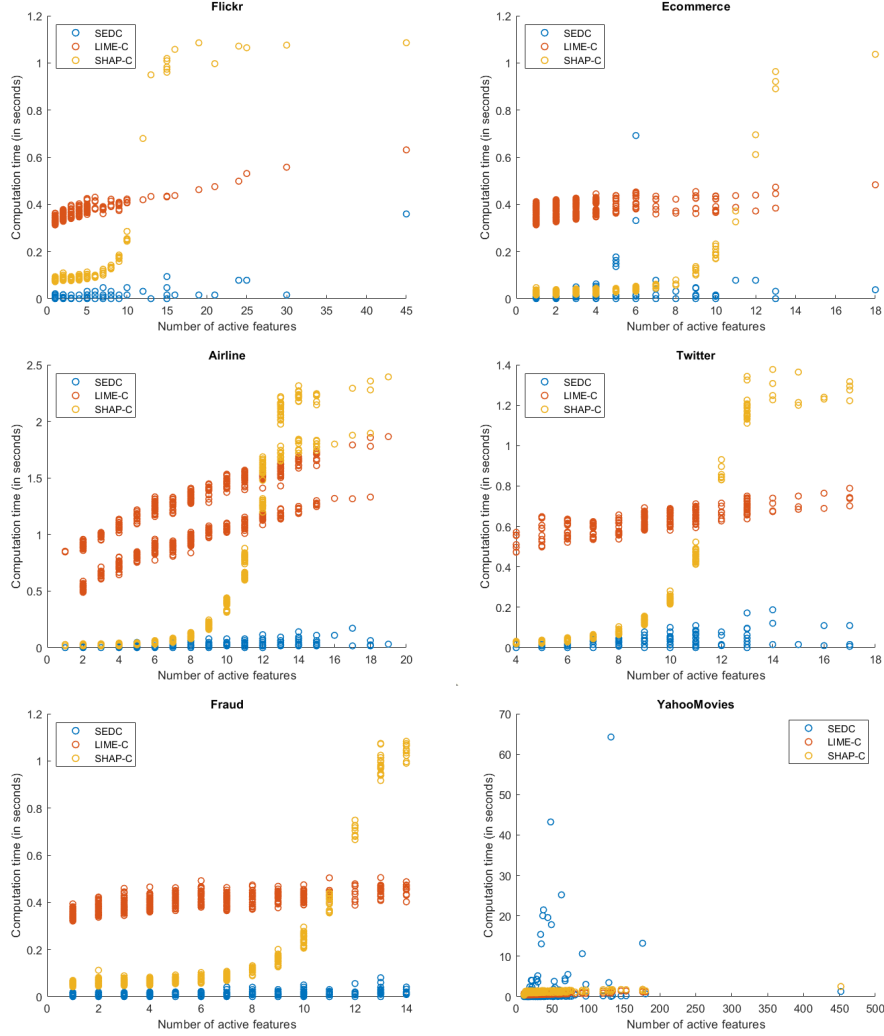 Flickr
SEDC
LIME-C
SHAP-C
Computation time (in seconds)
1.2
1
0.8
0.6
0.4
0.2
0
0 5 10 15 20 25 30 35 40 45
Number of active features
Ecommerce
SEDC
LIME-C
SHAP-C
Computation time (in seconds)
1.2
1
0.8
0.6
0.4
0.2
0
0 2 4 6 8 10 12 14 16 18
Number of active features
Airline
SEDC
LIME-C
SHAP-C
Computation time (in seconds)
2.5
2
1.5
1
0.5
0
0 2 4 6 8 10 12 14 16 18 20
Number of active features
Twitter
SEDC
LIME-C
SHAP-C
Computation time (in seconds)
1.4
1.2
1
0.8
0.6
0.4
0.2
0
4 6 8 10 12 14 16 18
Number of active features
Fraud
SEDC
LIME-C
SHAP-C
Computation time (in seconds)
1.2
1
0.8
0.6
0.4
0.2
0
0 2 4 6 8 10 12 14
Number of active features
YahooMovies
SEDC
LIME-C
SHAP-C
Computation time (in seconds)
70
60
50
40
30
20
10
0
0 50 100 150 200 250 300 350 400 450 500
Number of active features